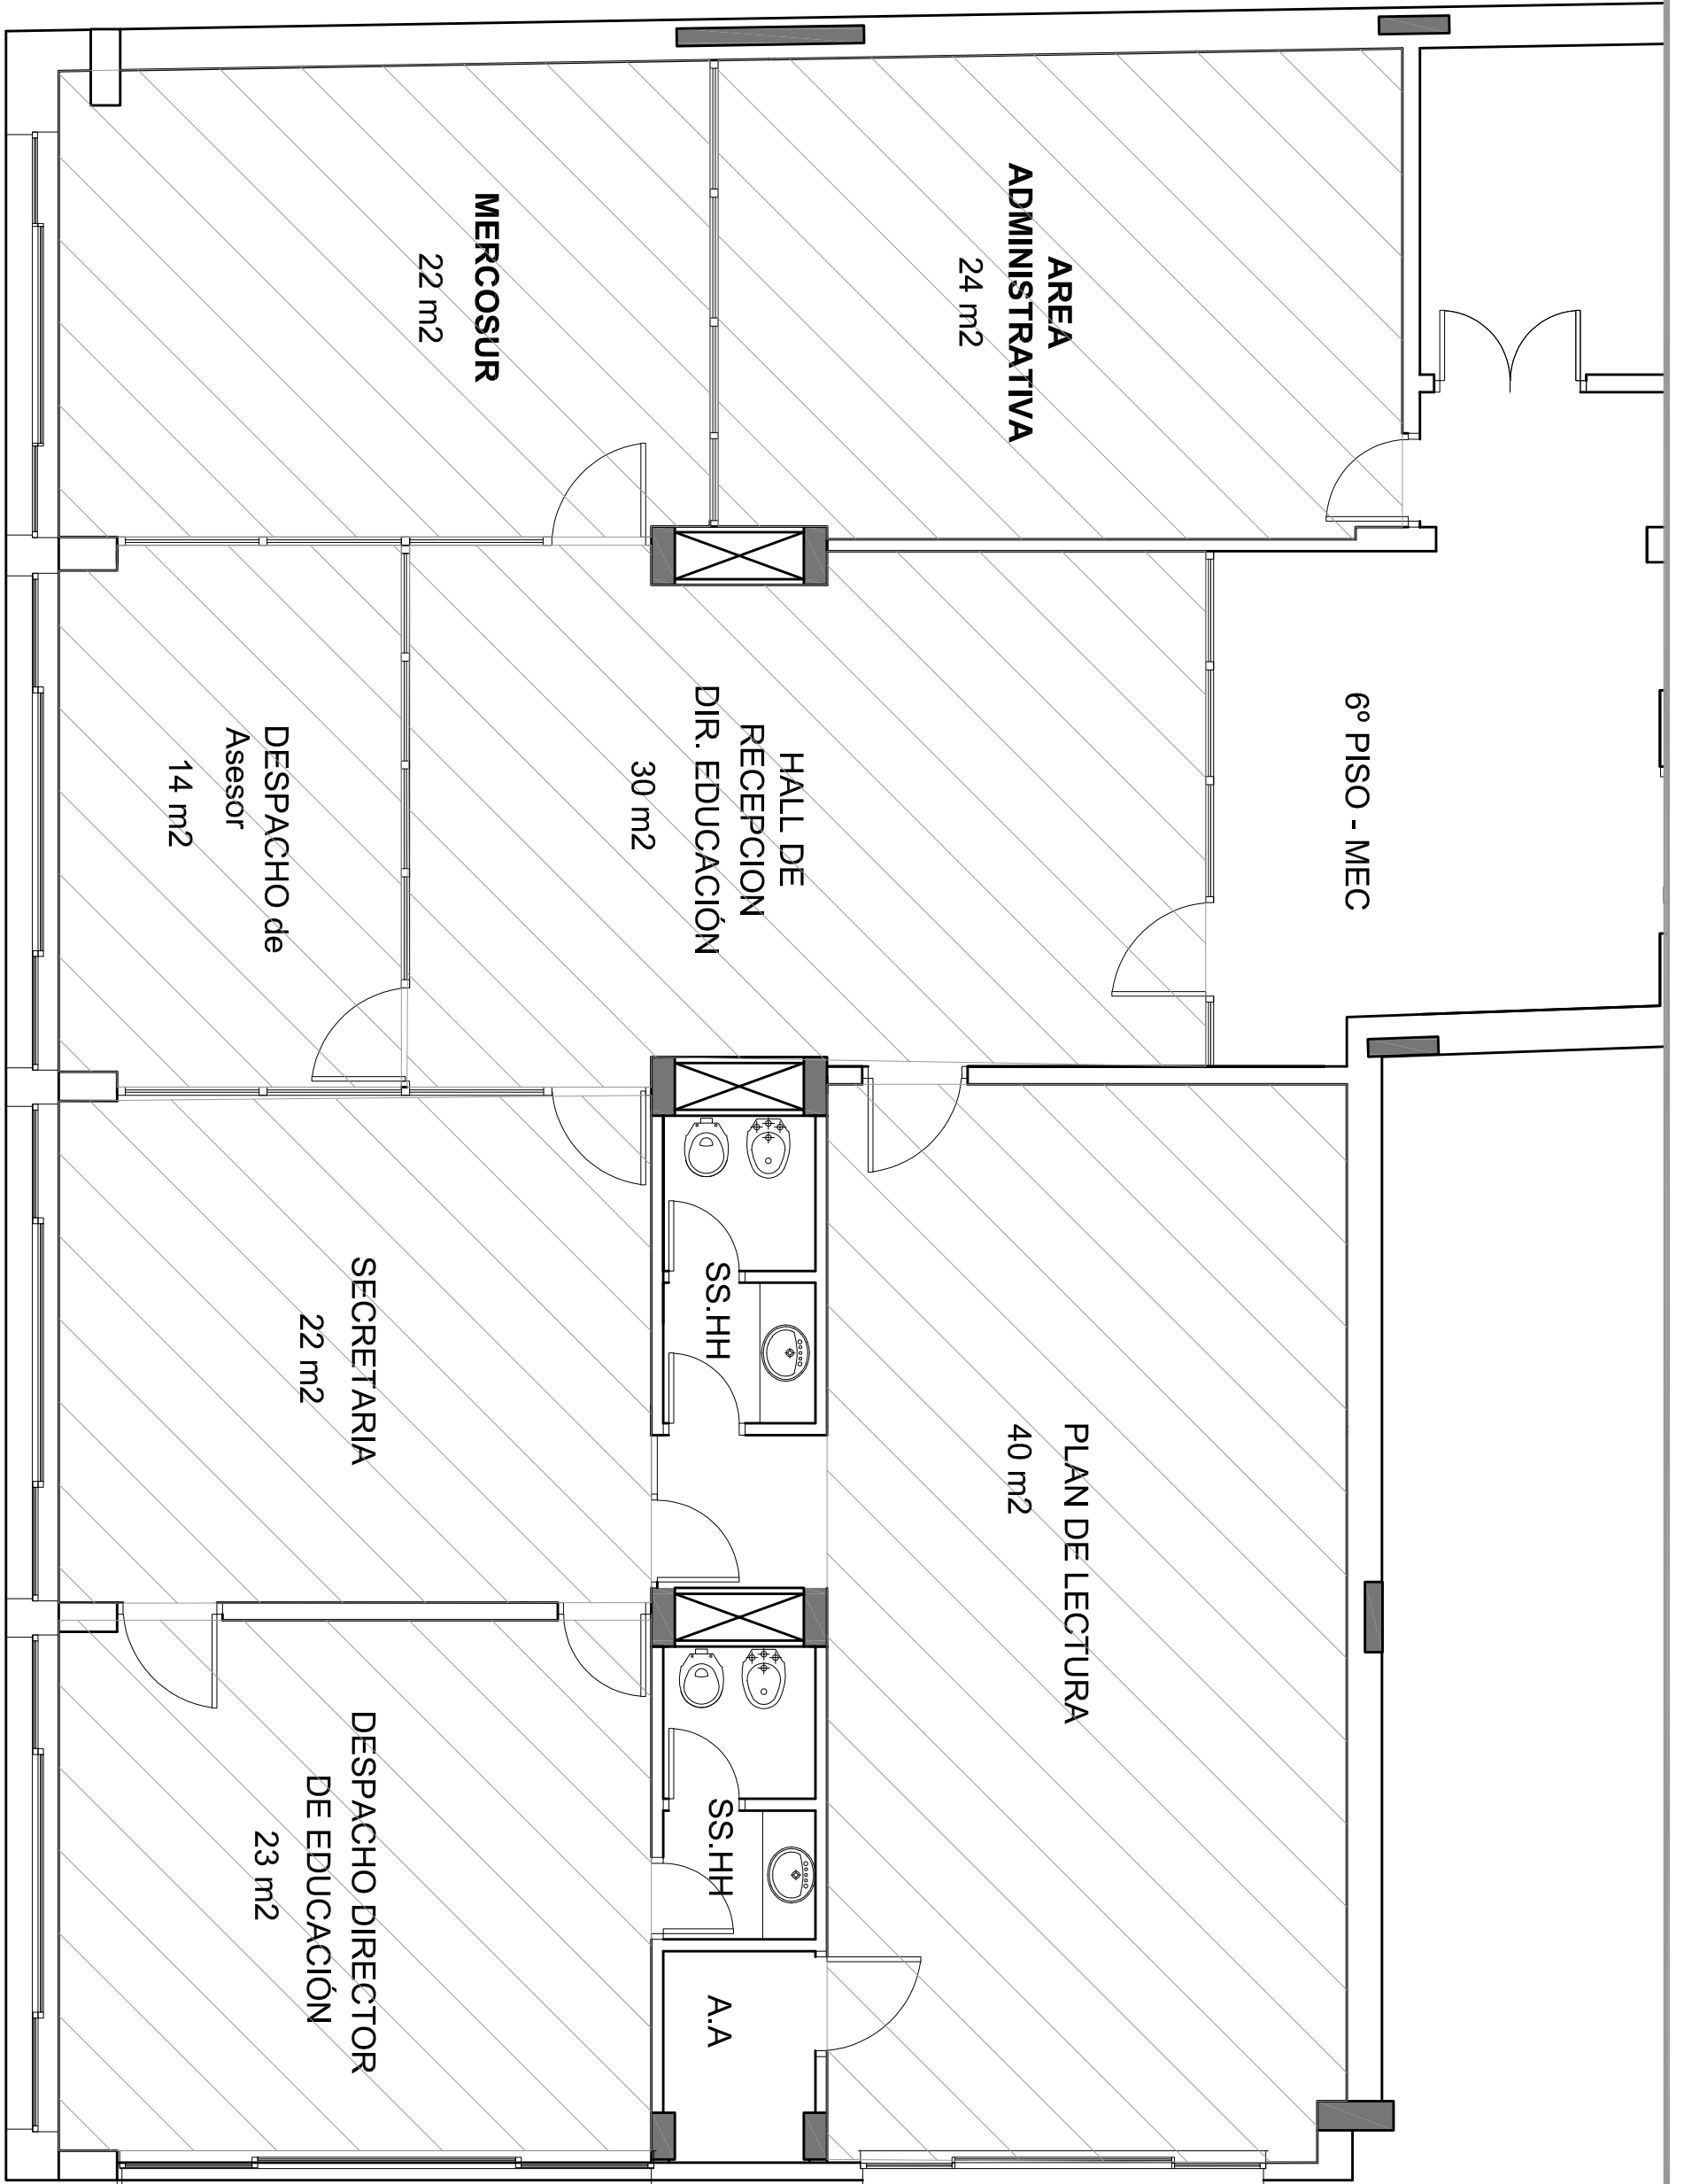 AREA
ADMINISTRATIVA
24 m2
MERCOSUR
22 m2
6º PISO - MEC
HALL DE
RECEPCION
DIR. EDUCACIÓN
30 m2
DESPACHO de
Asesor
14 m2
PLAN DE LECTURA
40 m2
SS.HH
SECRETARIA
22 m2
SS.HH
A.A
DESPACHO DIRECTOR
DE EDUCACIÓN
23 m2